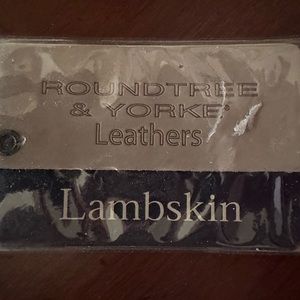 ROUNDTREE
& YORKE®
Leathers
Lambskin